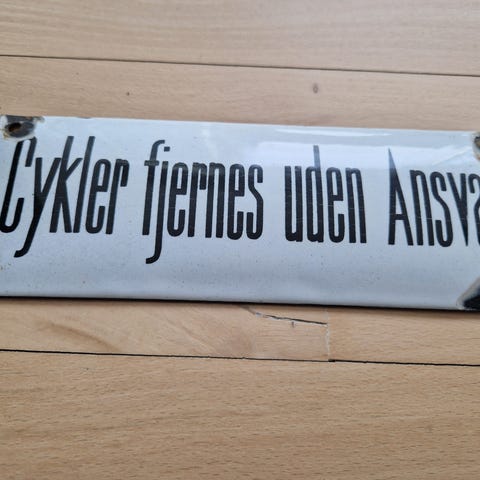 Cykler fjernes uden Ansva